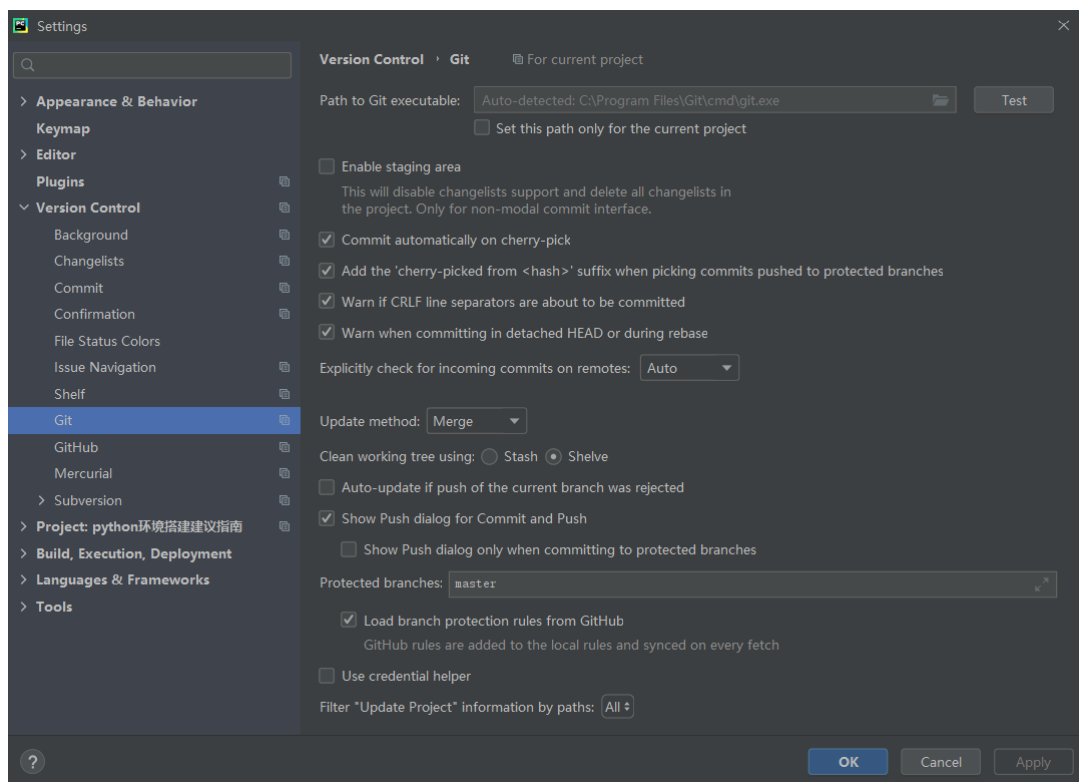 Settings
Version Control › Git For current project
Appearance & Behavior
Keymap
Editor
Plugins
Version Control
Background
Changelists
Commit
Confirmation
File Status Colors
Issue Navigation
Shelf
Git
GitHub
Mercurial
Subversion
Project: python环境搭建建议指南
Build, Execution, Deployment
Languages & Frameworks
Tools
Path to Git executable: Auto-detected: C:\Program Files\Git\cmd\git.exe Test
Set this path only for the current project
Enable staging area
This will disable changelists support and delete all changelists in
the project. Only for non-modal commit interface.
Commit automatically on cherry-pick
Add the 'cherry-picked from <hash>' suffix when picking commits pushed to protected branches
Warn if CRLF line separators are about to be committed
Warn when committing in detached HEAD or during rebase
Explicitly check for incoming commits on remotes: Auto
Update method: Merge
Clean working tree using: Stash Shelve
Auto-update if push of the current branch was rejected
Show Push dialog for Commit and Push
Show Push dialog only when committing to protected branches
Protected branches: master
Load branch protection rules from GitHub
GitHub rules are added to the local rules and synced on every fetch
Use credential helper
Filter "Update Project" information by paths: All
? OK Cancel Apply